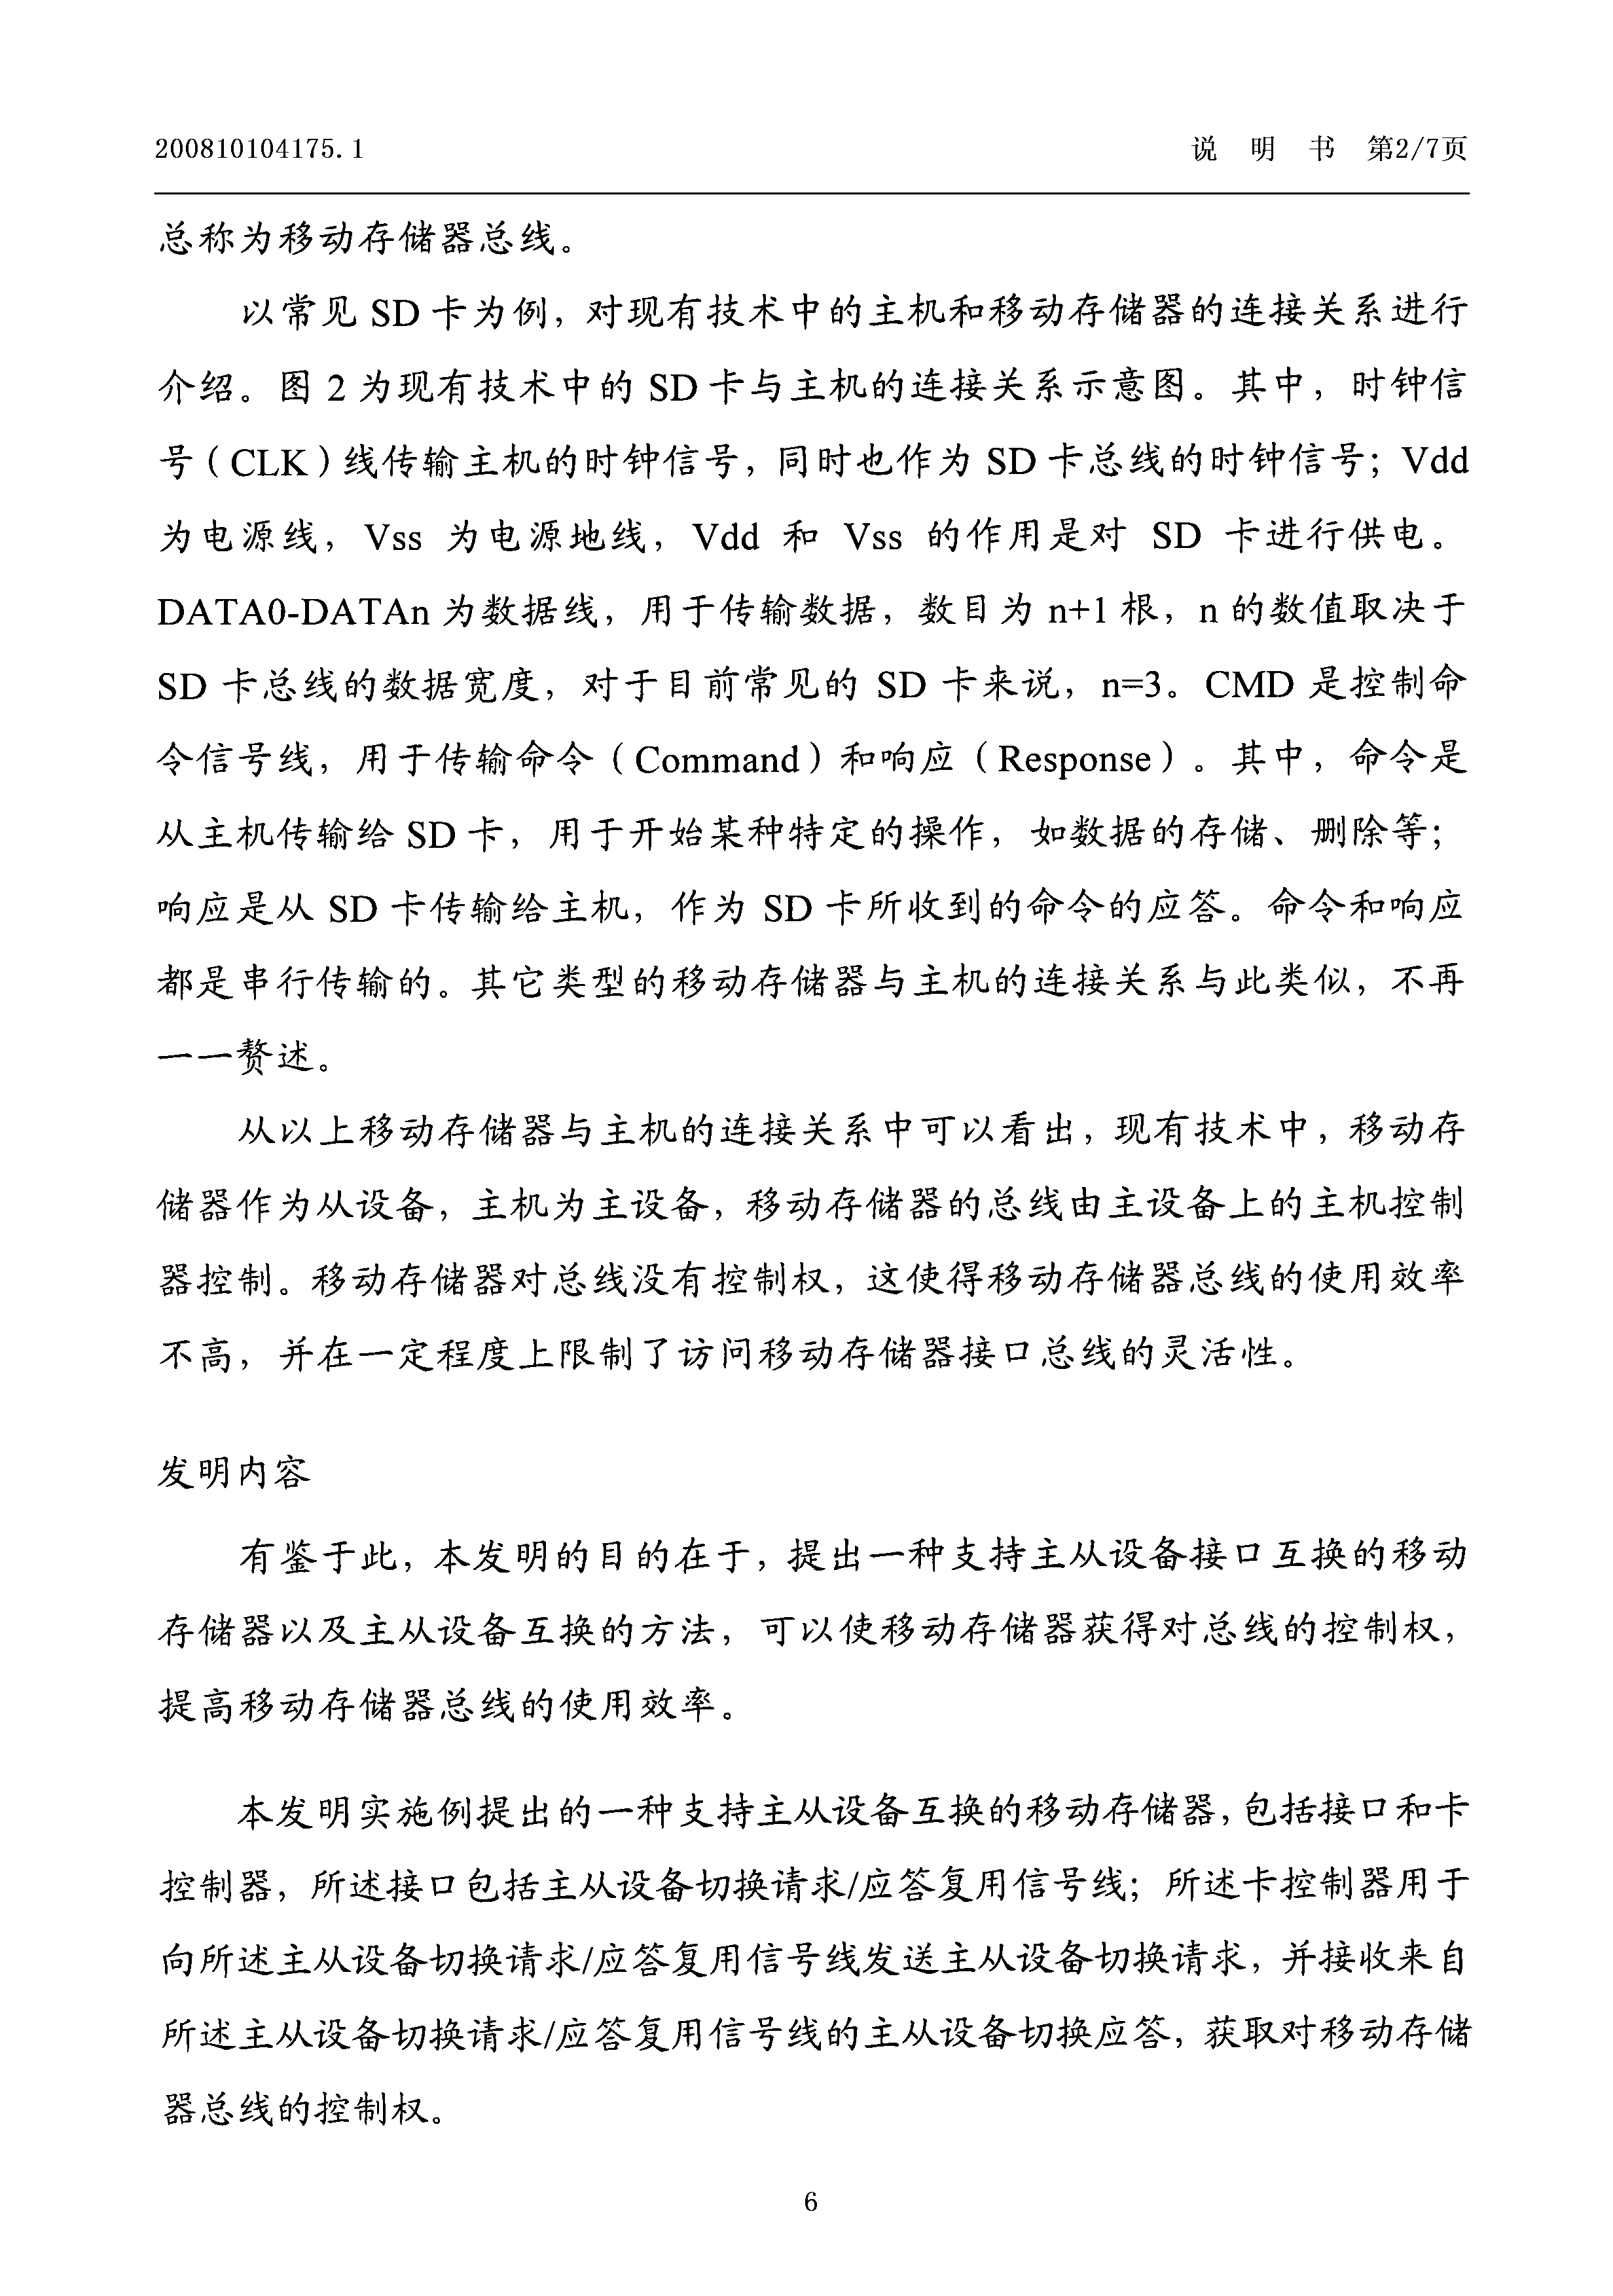 200810104175.1 说 明 书 第2/7页
总称为移动存储器总线。
以常见 SD 卡为例，对现有技术中的主机和移动存储器的连接关系进行
介绍。图 2 为现有技术中的 SD 卡与主机的连接关系示意图。其中，时钟信
号（CLK）线传输主机的时钟信号，同时也作为 SD 卡总线的时钟信号；Vdd
为电源线，Vss 为电源地线，Vdd 和 Vss 的作用是对 SD 卡进行供电。
DATA0-DATAn 为数据线，用于传输数据，数目为 n+1 根，n 的数值取决于
SD 卡总线的数据宽度，对于目前常见的 SD 卡来说，n=3。CMD 是控制命
令信号线，用于传输命令（Command）和响应（Response）。其中，命令是
从主机传输给 SD 卡，用于开始某种特定的操作，如数据的存储、删除等；
响应是从 SD 卡传输给主机，作为 SD 卡所收到的命令的应答。命令和响应
都是串行传输的。其它类型的移动存储器与主机的连接关系与此类似，不再
一一赘述。
从以上移动存储器与主机的连接关系中可以看出，现有技术中，移动存
储器作为从设备，主机为主设备，移动存储器的总线由主设备上的主机控制
器控制。移动存储器对总线没有控制权，这使得移动存储器总线的使用效率
不高，并在一定程度上限制了访问移动存储器接口总线的灵活性。
发明内容
有鉴于此，本发明的目的在于，提出一种支持主从设备接口互换的移动
存储器以及主从设备互换的方法，可以使移动存储器获得对总线的控制权，
提高移动存储器总线的使用效率。
本发明实施例提出的一种支持主从设备互换的移动存储器，包括接口和卡
控制器，所述接口包括主从设备切换请求/应答复用信号线；所述卡控制器用于
向所述主从设备切换请求/应答复用信号线发送主从设备切换请求，并接收来自
所述主从设备切换请求/应答复用信号线的主从设备切换应答，获取对移动存储
器总线的控制权。
6